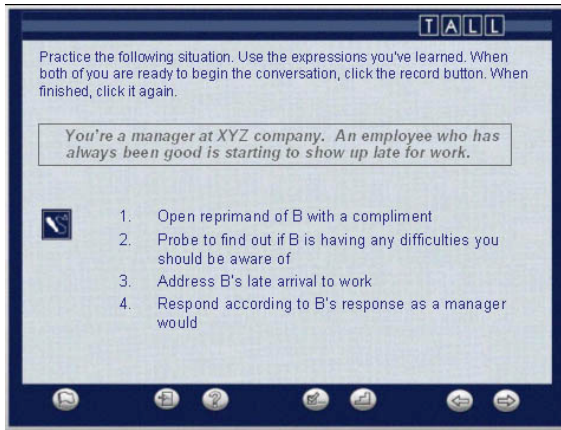 TALL
Practice the following situation. Use the expressions you've learned. When
both of you are ready to begin the conversation, click the record button. When
finished, click it again.
You're a manager at XYZ company. An employee who has
always been good is starting to show up late for work.
1. Open reprimand of B with a compliment
2. Probe to find out if B is having any difficulties you
should be aware of
3. Address B's late arrival to work
4. Respond according to B's response as a manager
would
?